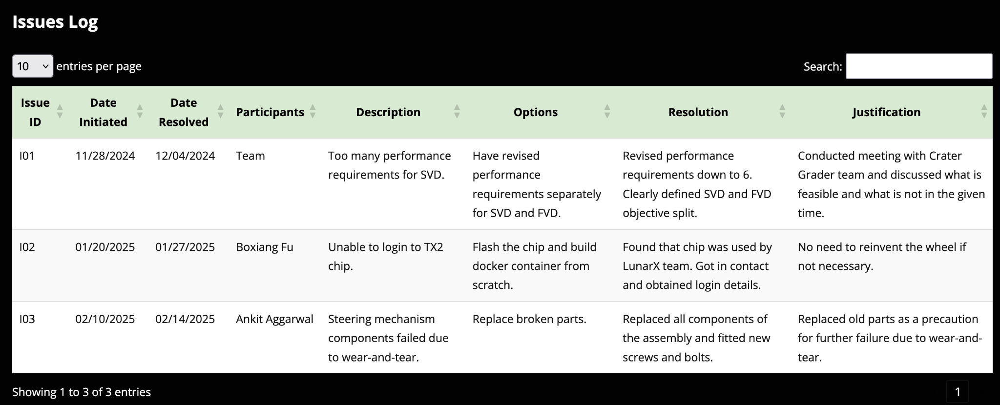 Issues Log
10 entries per page
Search:
Issue ID Date Initiated Date Resolved Participants Description Options Resolution Justification
I01 11/28/2024 12/04/2024 Team Too many performance requirements for SVD. Have revised performance requirements separately for SVD and FVD. Revised performance requirements down to 6. Clearly defined SVD and FVD objective split. Conducted meeting with Crater Grader team and discussed what is feasible and what is not in the given time.
I02 01/20/2025 01/27/2025 Boxiang Fu Unable to login to TX2 chip. Flash the chip and build docker container from scratch. Found that chip was used by LunarX team. Got in contact and obtained login details. No need to reinvent the wheel if not necessary.
I03 02/10/2025 02/14/2025 Ankit Aggarwal Steering mechanism components failed due to wear-and-tear. Replace broken parts. Replaced all components of the assembly and fitted new screws and bolts. Replaced old parts as a precaution for further failure due to wear-and-tear.
Showing 1 to 3 of 3 entries
1